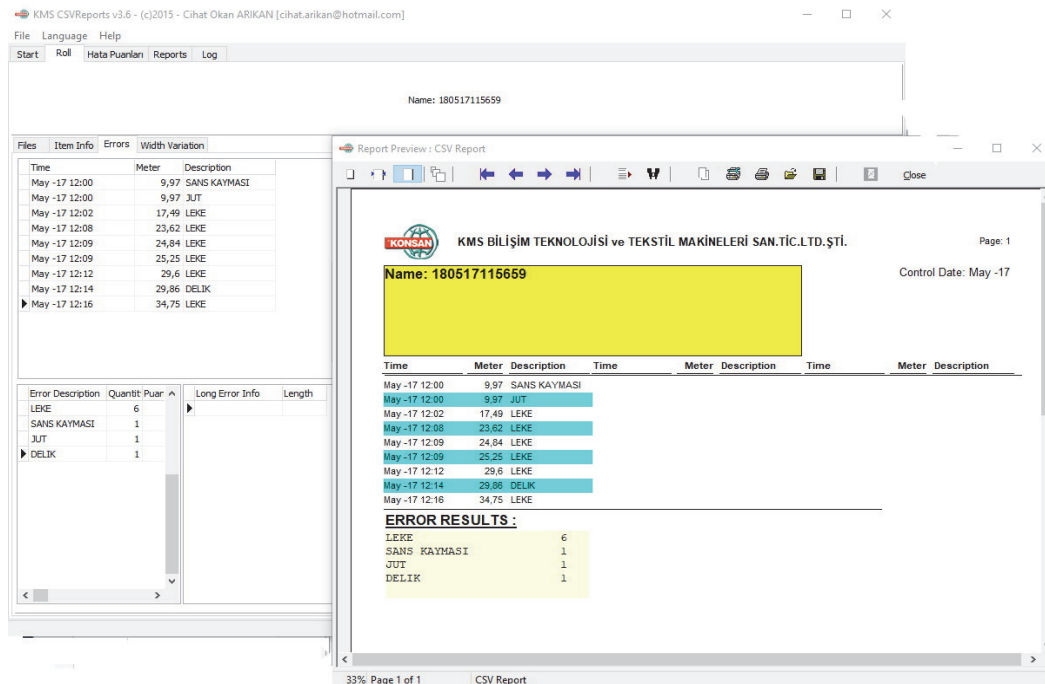 KMS CSVReports v3.6 - (c)2015 - Cihat Okan ARIKAN [cihat.arikan@hotmail.com]
File Language Help
Start Roll Hata Puanları Reports Log
Name: 180517115659
Files Item Info Errors Width Variation
Time Meter Description
May -17 12:00 9,97 SANS KAYMASI
May -17 12:00 9,97 JUT
May -17 12:02 17,49 LEKE
May -17 12:08 23,62 LEKE
May -17 12:09 24,84 LEKE
May -17 12:09 25,25 LEKE
May -17 12:12 29,6 LEKE
May -17 12:14 29,86 DELIK
May -17 12:16 34,75 LEKE
Error Description Quantit Puar
LEKE 6
SANS KAYMASI 1
JUT 1
DELIK 1
Long Error Info Length
Report Preview : CSV Report
Close
KONSAN
KMS BİLİŞİM TEKNOLOJİSİ ve TEKSTİL MAKİNELERİ SAN.TİC.LTD.ŞTİ.
Page: 1
Name: 180517115659
Control Date: May -17
Time Meter Description Time Meter Description Time Meter Description
May -17 12:00 9,97 SANS KAYMASI
May -17 12:00 9,97 JUT
May -17 12:02 17,49 LEKE
May -17 12:08 23,62 LEKE
May -17 12:09 24,84 LEKE
May -17 12:09 25,25 LEKE
May -17 12:12 29,6 LEKE
May -17 12:14 29,86 DELIK
May -17 12:16 34,75 LEKE
ERROR RESULTS :
LEKE 6
SANS KAYMASI 1
JUT 1
DELIK 1
33% Page 1 of 1 CSV Report